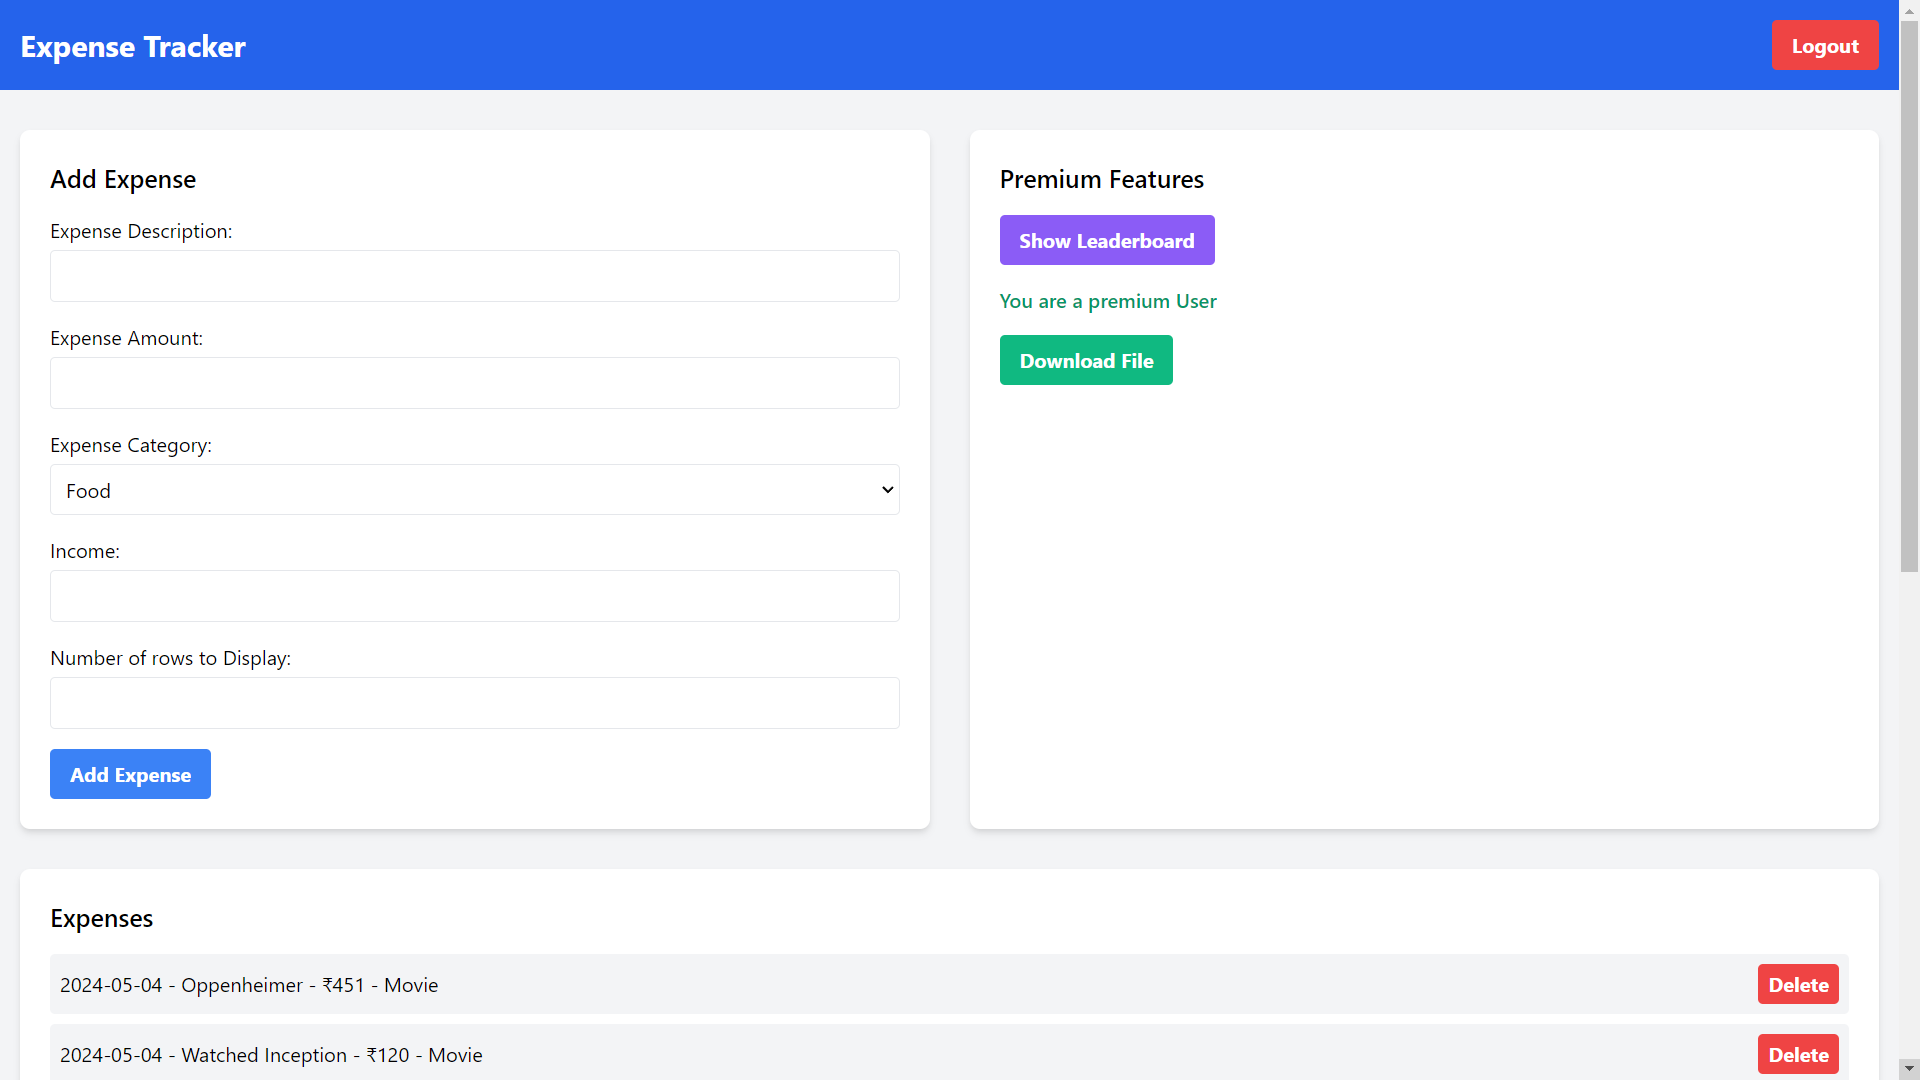 Expense Tracker
Logout
Add Expense
Expense Description:
Expense Amount:
Expense Category:
Food
Income:
Number of rows to Display:
Add Expense
Premium Features
Show Leaderboard
You are a premium User
Download File
Expenses
2024-05-04 - Oppenheimer - ₹451 - Movie
Delete
2024-05-04 - Watched Inception - ₹120 - Movie
Delete